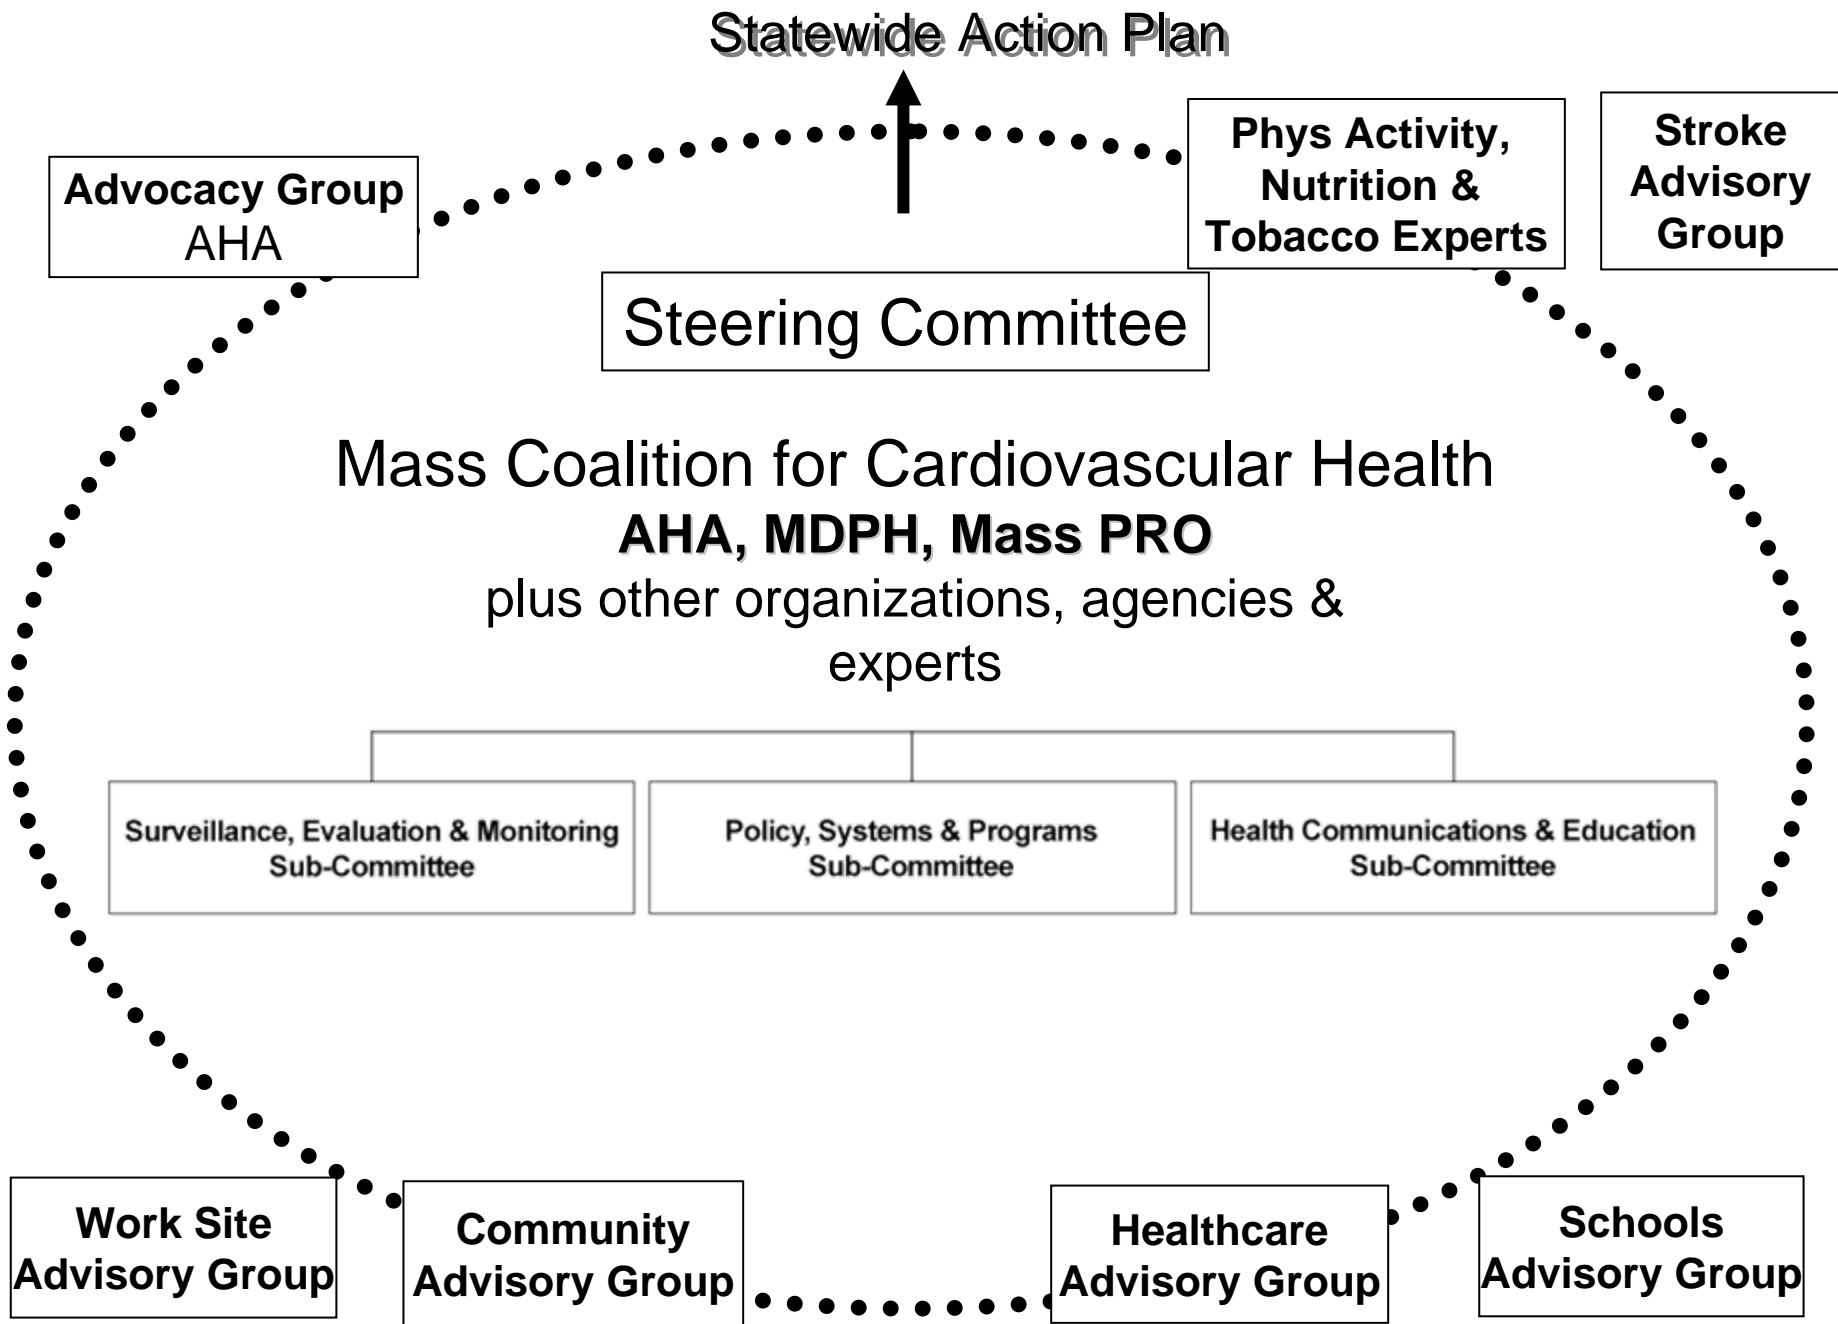 Statewide Action Plan
Advocacy Group
AHA
Phys Activity,
Nutrition &
Tobacco Experts
Stroke
Advisory
Group
Steering Committee
Mass Coalition for Cardiovascular Health
AHA, MDPH, Mass PRO
plus other organizations, agencies &
experts
Surveillance, Evaluation & Monitoring
Sub-Committee
Policy, Systems & Programs
Sub-Committee
Health Communications & Education
Sub-Committee
Work Site
Advisory Group
Community
Advisory Group
Healthcare
Advisory Group
Schools
Advisory Group